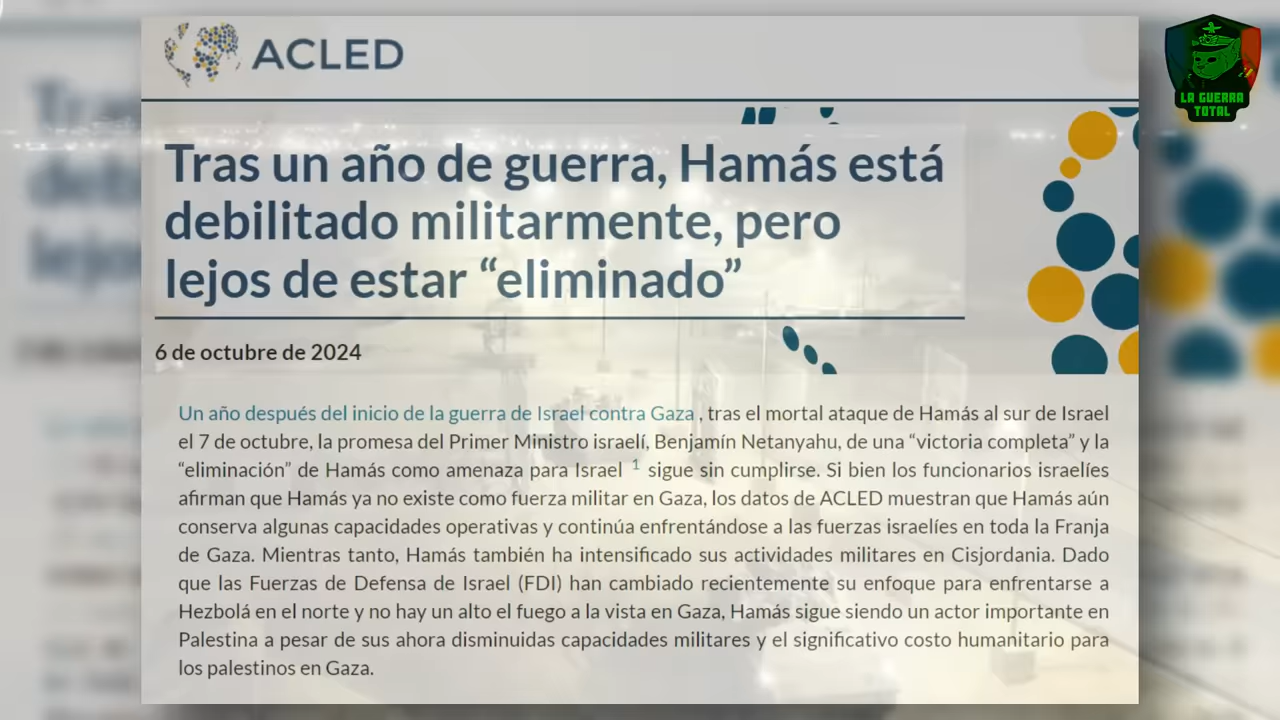 ACLED
LA GUERRA
TOTAL
Tras un año de guerra, Hamás está
debilitado militarmente, pero
lejos de estar “eliminado”
6 de octubre de 2024
Un año después del inicio de la guerra de Israel contra Gaza , tras el mortal ataque de Hamás al sur de Israel
el 7 de octubre, la promesa del Primer Ministro israelí, Benjamín Netanyahu, de una “victoria completa” y la
“eliminación” de Hamás como amenaza para Israel 1 sigue sin cumplirse. Si bien los funcionarios israelíes
afirman que Hamás ya no existe como fuerza militar en Gaza, los datos de ACLED muestran que Hamás aún
conserva algunas capacidades operativas y continúa enfrentándose a las fuerzas israelíes en toda la Franja
de Gaza. Mientras tanto, Hamás también ha intensificado sus actividades militares en Cisjordania. Dado
que las Fuerzas de Defensa de Israel (FDI) han cambiado recientemente su enfoque para enfrentarse a
Hezbolá en el norte y no hay un alto el fuego a la vista en Gaza, Hamás sigue siendo un actor importante en
Palestina a pesar de sus ahora disminuidas capacidades militares y el significativo costo humanitario para
los palestinos en Gaza.